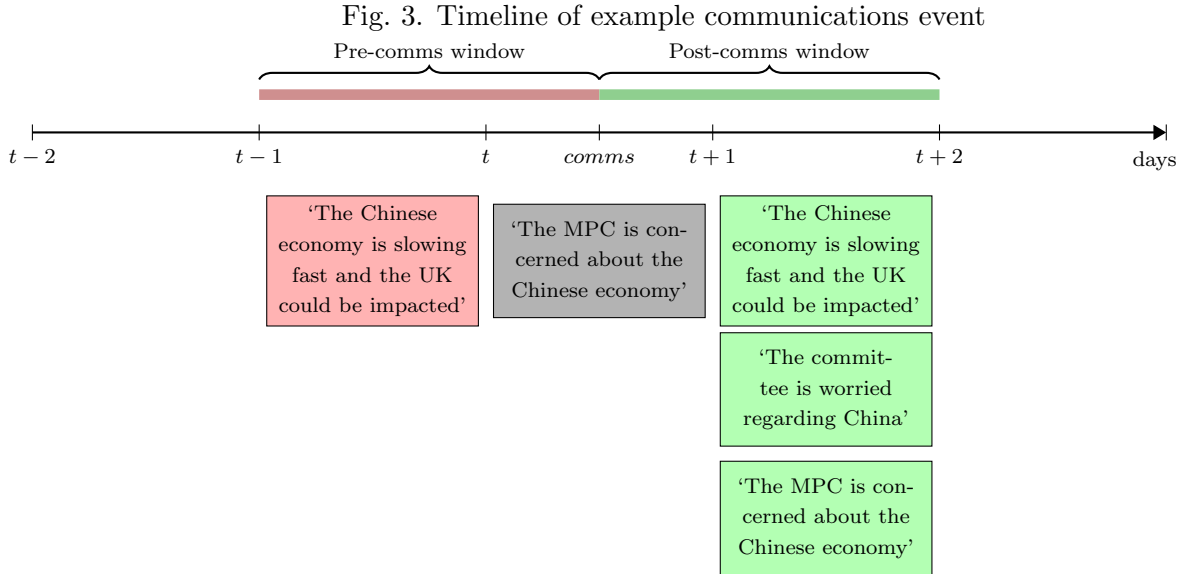 Fig. 3. Timeline of example communications event
Pre-comms window
Post-comms window
t − 2
t − 1
t
comms
t + 1
t + 2
days
‘The Chinese
economy is slowing
fast and the UK
could be impacted’
‘The MPC is con-
cerned about the
Chinese economy’
‘The Chinese
economy is slowing
fast and the UK
could be impacted’
‘The commit-
tee is worried
regarding China’
‘The MPC is con-
cerned about the
Chinese economy’